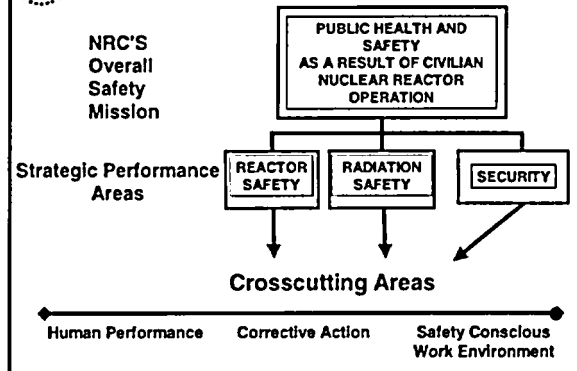 NRC'S
Overall
Safety
Mission
PUBLIC HEALTH AND
SAFETY
AS A RESULT OF CIVILIAN
NUCLEAR REACTOR
OPERATION
Strategic Performance
Areas
REACTOR
SAFETY
RADIATION
SAFETY
SECURITY
Crosscutting Areas
Human Performance
Corrective Action
Safety Conscious
Work Environment